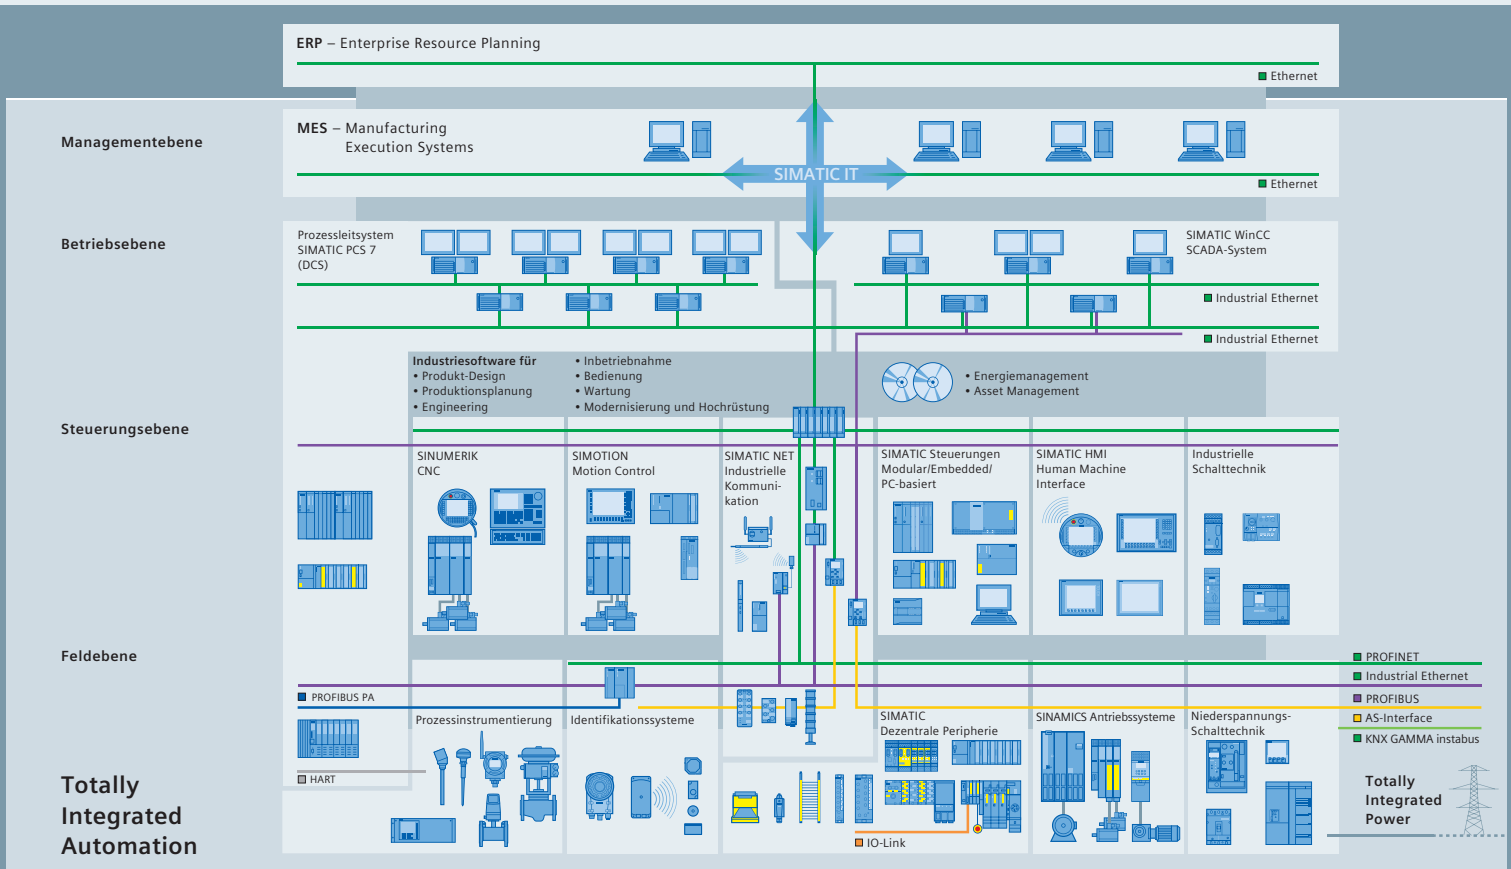 ERP – Enterprise Resource Planning
Ethernet
Managementebene
MES – Manufacturing
Execution Systems
SIMATIC IT
Ethernet
Betriebsebene
Prozessleitsystem
SIMATIC PCS 7
(DCS)
SIMATIC WinCC
SCADA-System
Industrial Ethernet
Industrial Ethernet
Industriesoftware für
• Produkt-Design
• Produktionsplanung
• Engineering
• Inbetriebnahme
• Bedienung
• Wartung
• Modernisierung und Hochrüstung
• Energiemanagement
• Asset Management
Steuerungsebene
SINUMERIK
CNC
SIMOTION
Motion Control
SIMATIC NET
Industrielle
Kommuni-
kation
SIMATIC Steuerungen
Modular/Embedded/
PC-basiert
SIMATIC HMI
Human Machine
Interface
Industrielle
Schalttechnik
Feldebene
PROFINET
Industrial Ethernet
PROFIBUS
AS-Interface
KNX GAMMA instabus
PROFIBUS PA
HART
Prozessinstrumentierung
Identifikationssysteme
SIMATIC
Dezentrale Peripherie
SINAMICS Antriebssysteme
Niederspannungs-
Schalttechnik
IO-Link
Totally
Integrated
Automation
Totally
Integrated
Power